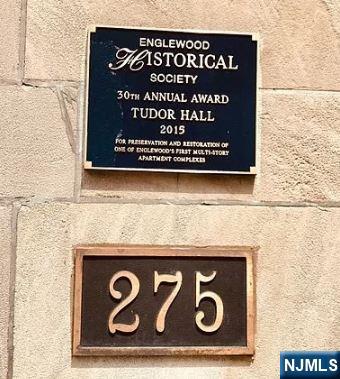 ENGLEWOOD
HISTORICAL
SOCIETY
30TH ANNUAL AWARD
TUDOR HALL
2015
FOR PRESERVATION AND RESTORATION OF
ONE OF ENGLEWOOD'S FIRST MULTI-STORY
APARTMENT COMPLEXES
275
NJMLS